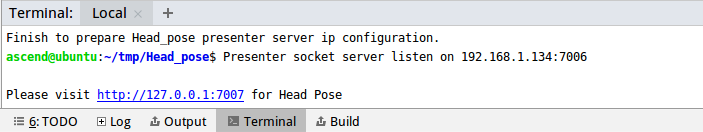 Terminal: Local × +
Finish to prepare Head_pose presenter server ip configuration.
ascend@ubuntu:~/tmp/Head_pose$ Presenter socket server listen on 192.168.1.134:7006
Please visit http://127.0.0.1:7007 for Head Pose
6: TODO Log Output Terminal Build